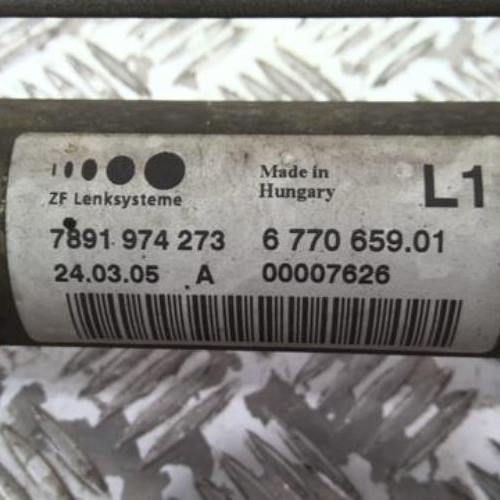 ZF Lenksysteme
Made in
Hungary
L1
7891 974 273 6 770 659.01
24.03.05 A 00007626